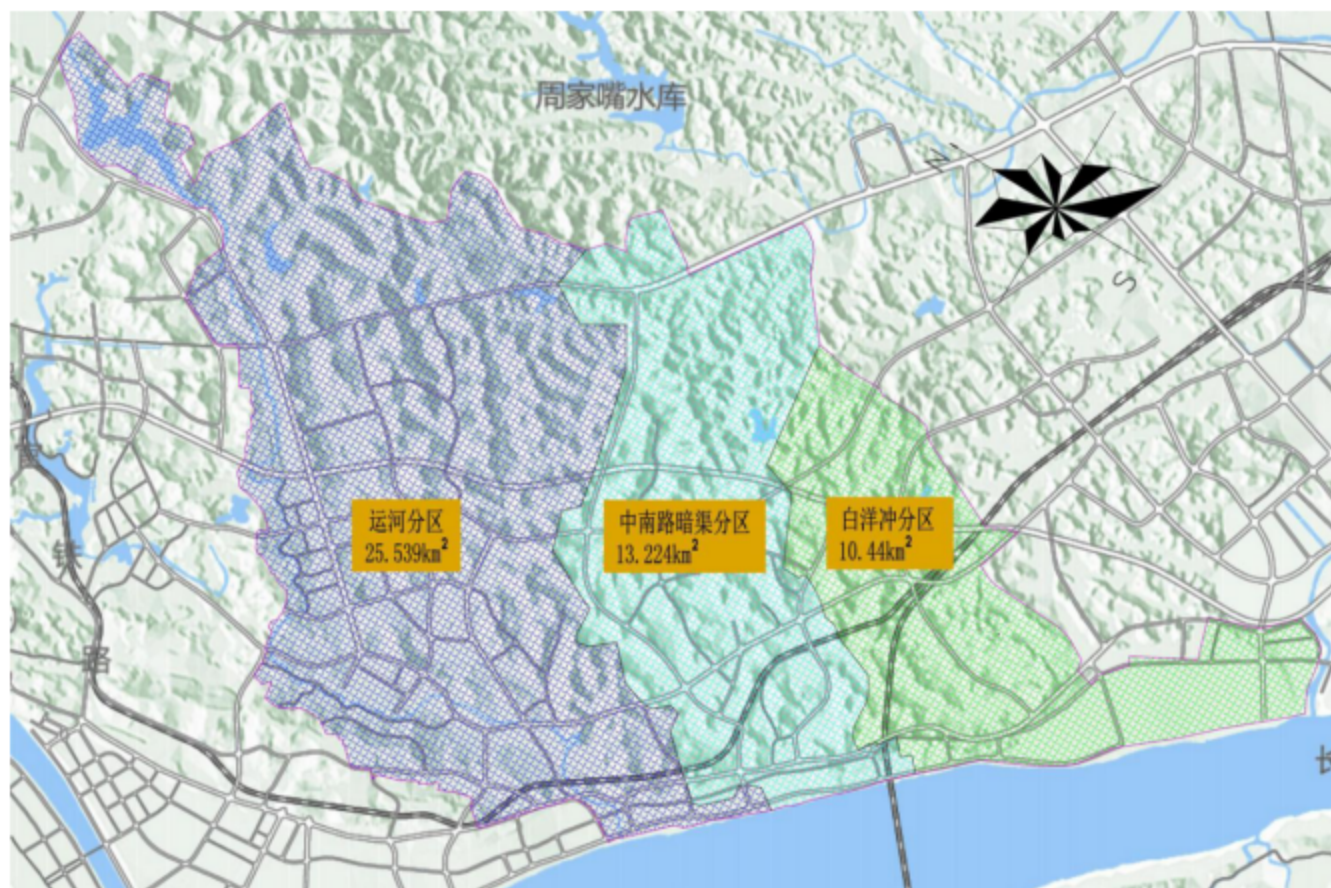 周家嘴水库
N
S
运河分区
25.539km²
中南路暗渠分区
13.224km²
白洋冲分区
10.44km²
铁
路
长